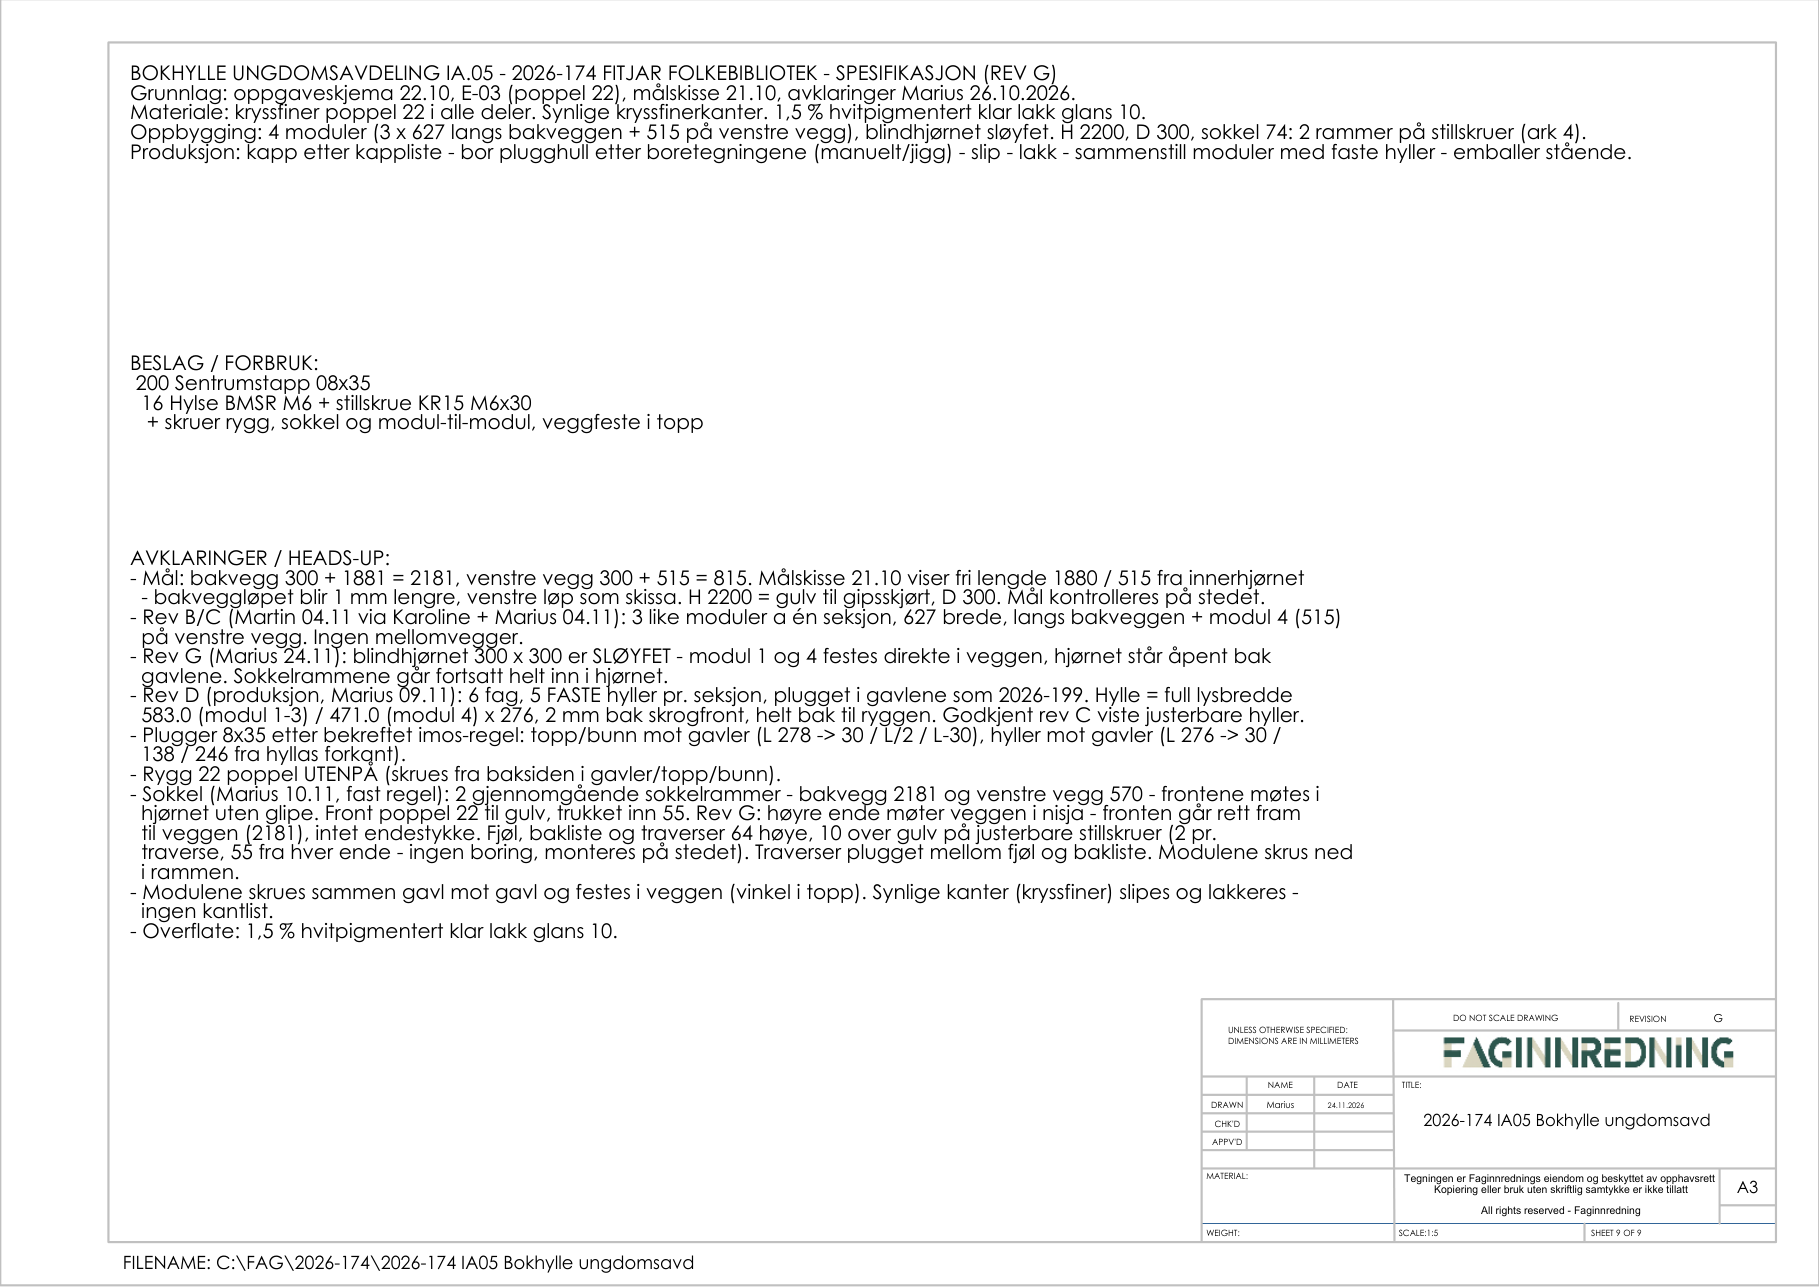 BOKHYLLE UNGDOMSAVDELING IA.05 - 2026-174 FITJAR FOLKEBIBLIOTEK - SPESIFIKASJON (REV G)
Grunnlag: oppgaveskjema 22.10, E-03 (poppel 22), målskisse 21.10, avklaringer Marius 26.10.2026.
Materiale: kryssfiner poppel 22 i alle deler. Synlige kryssfinerkanter. 1,5 % hvitpigmentert klar lakk glans 10.
Oppbygging: 4 moduler (3 x 627 langs bakveggen + 515 på venstre vegg), blindhjørnet sløyfet. H 2200, D 300, sokkel 74: 2 rammer på stillskruer (ark 4).
Produksjon: kapp etter kappliste - bor plugghull etter boretegningene (manuelt/jigg) - slip - lakk - sammenstill moduler med faste hyller - emballer stående.
BESLAG / FORBRUK:
200 Sentrumstapp 08x35
16 Hylse BMSR M6 + stillskrue KR15 M6x30
+ skruer rygg, sokkel og modul-til-modul, veggfeste i topp
AVKLARINGER / HEADS-UP:
- Mål: bakvegg 300 + 1881 = 2181, venstre vegg 300 + 515 = 815. Målskisse 21.10 viser fri lengde 1880 / 515 fra innerhjørnet
- bakveggløpet blir 1 mm lengre, venstre løp som skissa. H 2200 = gulv til gipsskjørt, D 300. Mål kontrolleres på stedet.
- Rev B/C (Martin 04.11 via Karoline + Marius 04.11): 3 like moduler a én seksjon, 627 brede, langs bakveggen + modul 4 (515)
på venstre vegg. Ingen mellomvegger.
- Rev G (Marius 24.11): blindhjørnet 300 x 300 er SLØYFET - modul 1 og 4 festes direkte i veggen, hjørnet står åpent bak
gavlene. Sokkelrammene går fortsatt helt inn i hjørnet.
- Rev D (produksjon, Marius 09.11): 6 fag, 5 FASTE hyller pr. seksjon, plugget i gavlene som 2026-199. Hylle = full lysbredde
583.0 (modul 1-3) / 471.0 (modul 4) x 276, 2 mm bak skrogfront, helt bak til ryggen. Godkjent rev C viste justerbare hyller.
- Plugger 8x35 etter bekreftet imos-regel: topp/bunn mot gavler (L 278 -> 30 / L/2 / L-30), hyller mot gavler (L 276 -> 30 /
138 / 246 fra hyllas forkant).
- Rygg 22 poppel UTENPÅ (skrues fra baksiden i gavler/topp/bunn).
- Sokkel (Marius 10.11, fast regel): 2 gjennomgående sokkelrammer - bakvegg 2181 og venstre vegg 570 - frontene møtes i
hjørnet uten glipe. Front poppel 22 til gulv, trukket inn 55. Rev G: høyre ende møter veggen i nisja - fronten går rett fram
til veggen (2181), intet endestykke. Fjøl, bakliste og traverser 64 høye, 10 over gulv på justerbare stillskruer (2 pr.
traverse, 55 fra hver ende - ingen boring, monteres på stedet). Traverser plugget mellom fjøl og bakliste. Modulene skrus ned
i rammen.
- Modulene skrues sammen gavl mot gavl og festes i veggen (vinkel i topp). Synlige kanter (kryssfiner) slipes og lakkeres -
ingen kantlist.
- Overflate: 1,5 % hvitpigmentert klar lakk glans 10.
UNLESS OTHERWISE SPECIFIED:
DIMENSIONS ARE IN MILLIMETERS
DO NOT SCALE DRAWING
REVISION G
FAGINNREDNING
NAME DATE
DRAWN Marius 24.11.2026
CHK'D
APPV'D
TITLE:
2026-174 IA05 Bokhylle ungdomsavd
MATERIAL:
Tegningen er Faginnrednings eiendom og beskyttet av opphavsrett
Kopiering eller bruk uten skriftlig samtykke er ikke tillatt
All rights reserved - Faginnredning
A3
WEIGHT:
SCALE:1:5
SHEET 9 OF 9
FILENAME: C:\FAG\2026-174\2026-174 IA05 Bokhylle ungdomsavd